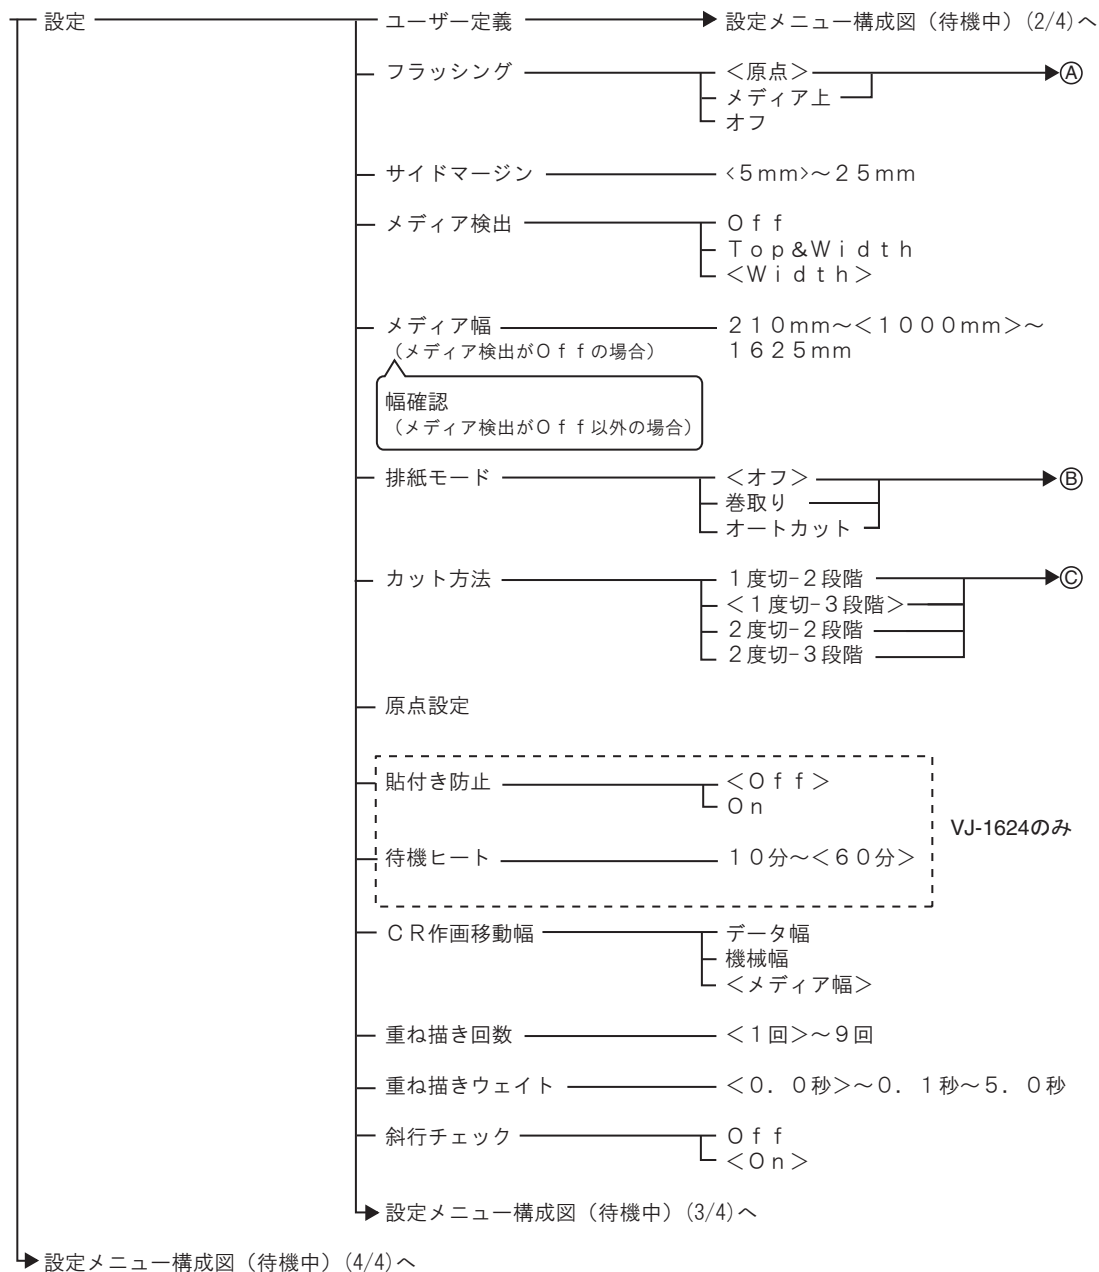 設定
ユーザー定義
設定メニュー構成図（待機中）(2/4)へ
フラッシング
＜原点＞
Ⓐ
メディア上
オフ
サイドマージン
<５mm>～２５mm
メディア検出
Ｏｆｆ
Ｔｏｐ＆Ｗｉｄｔｈ
＜Ｗｉｄｔｈ＞
メディア幅
２１０mm～＜１０００mm＞～
（メディア検出がＯｆｆの場合）
１６２５mm
幅確認
（メディア検出がＯｆｆ以外の場合）
排紙モード
＜オフ＞
Ⓑ
巻取り
オートカット
カット方法
１度切-２段階
Ⓒ
＜１度切-３段階＞
２度切-２段階
２度切-３段階
原点設定
貼付き防止
＜Ｏｆｆ＞
Ｏｎ
VJ-1624のみ
待機ヒート
１０分～＜６０分＞
ＣＲ作画移動幅
データ幅
機械幅
＜メディア幅＞
重ね描き回数
＜１回＞～９回
重ね描きウェイト
＜０．０秒＞～０．１秒～５．０秒
斜行チェック
Ｏｆｆ
＜Ｏｎ＞
設定メニュー構成図（待機中）(3/4)へ
設定メニュー構成図（待機中）(4/4)へ